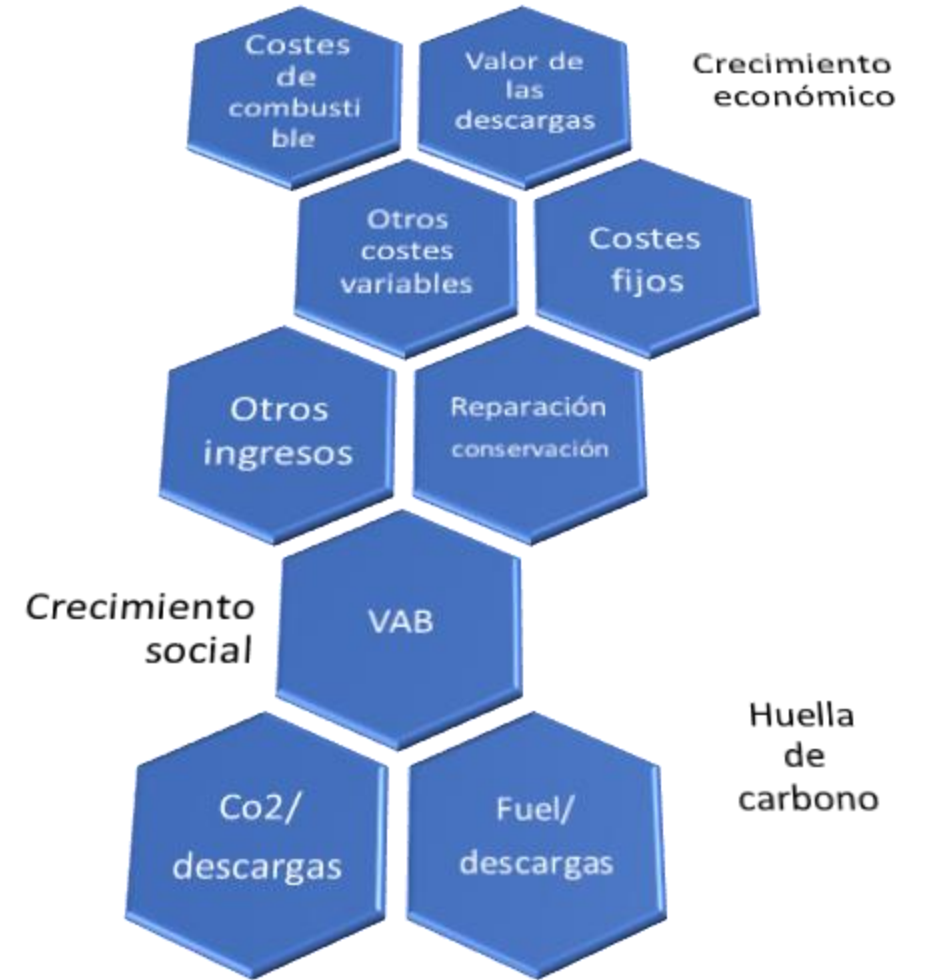 Costes
de
combusti
ble
Valor de
las
descargas
Crecimiento
económico
Otros
costes
variables
Costes
fijos
Otros
ingresos
Reparación
conservación
Crecimiento
social
VAB
Huella
de
carbono
Co2/
descargas
Fuel/
descargas